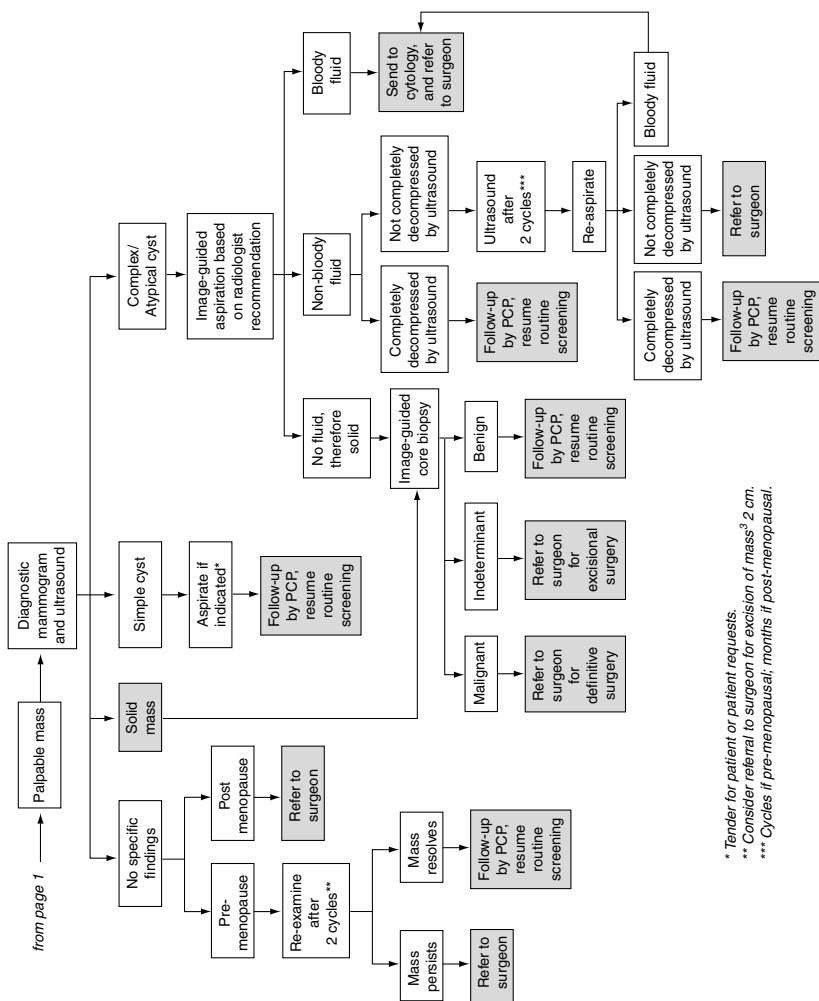 from page 1
Palpable mass
Diagnostic
mammogram
and ultrasound
No specific
findings
Solid
mass
Simple cyst
Complex/
Atypical cyst
Pre-
menopause
Post
menopause
Aspirate if
indicated*
Image-guided
aspiration based
on radiologist
recommendation
Re-examine
after
2 cycles**
Refer to
surgeon
Follow-up
by PCP,
resume
routine
screening
Mass
persists
Mass
resolves
Refer to
surgeon
Follow-up
by PCP,
resume
routine
screening
No fluid,
therefore
solid
Non-bloody
fluid
Bloody
fluid
Image-guided
core biopsy
Completely
decompressed
by ultrasound
Not completely
decompressed
by ultrasound
Send to
cytology,
and refer
to surgeon
Malignant
Indeterminant
Benign
Follow-up
by PCP,
resume
routine
screening
Ultrasound
after
2 cycles***
Refer to
surgeon
for
definitive
surgery
Refer to
surgeon
for
excisional
surgery
Follow-up
by PCP,
resume
routine
screening
Re-aspirate
Completely
decompressed
by ultrasound
Not completely
decompressed
by ultrasound
Bloody fluid
Follow-up
by PCP,
resume
routine
screening
Refer to
surgeon
* Tender for patient or patient requests.
** Consider referral to surgeon for excision of mass³ 2 cm.
*** Cycles if pre-menopausal; months if post-menopausal.